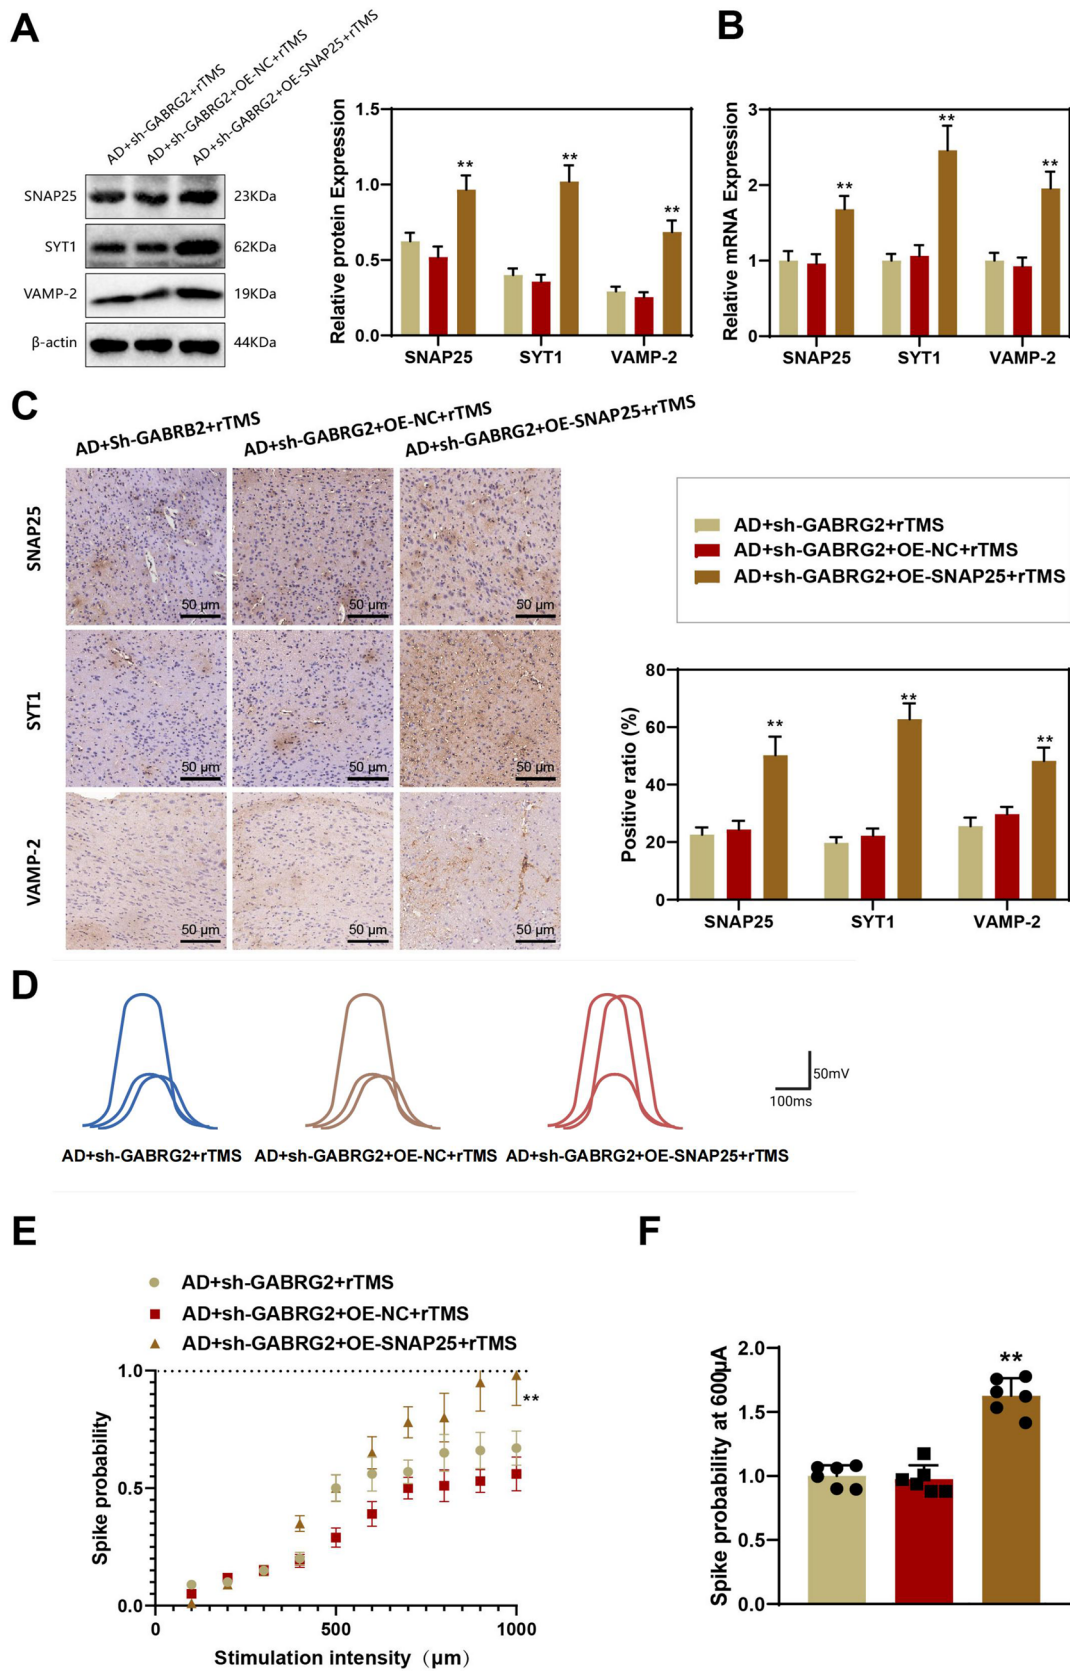 A
AD+sh-GABRG2+rTMS
AD+sh-GABRG2+OE-NC+rTMS
AD+sh-GABRG2+OE-SNAP25+rTMS
SNAP25
23KDa
SYT1
62KDa
VAMP-2
19KDa
β-actin
44KDa
Relative protein Expression
1.5
1.0
0.5
0.0
**
**
**
SNAP25
SYT1
VAMP-2
B
Relative mRNA Expression
3
2
1
0
**
**
**
SNAP25
SYT1
VAMP-2
C
AD+Sh-GABRB2+rTMS
AD+sh-GABRG2+OE-NC+rTMS
AD+sh-GABRG2+OE-SNAP25+rTMS
SNAP25
50 μm
50 μm
50 μm
SYT1
50 μm
50 μm
50 μm
VAMP-2
50 μm
50 μm
50 μm
AD+sh-GABRG2+rTMS
AD+sh-GABRG2+OE-NC+rTMS
AD+sh-GABRG2+OE-SNAP25+rTMS
Positive ratio (%)
80
60
40
20
0
**
**
**
SNAP25
SYT1
VAMP-2
D
50mV
100ms
AD+sh-GABRG2+rTMS
AD+sh-GABRG2+OE-NC+rTMS
AD+sh-GABRG2+OE-SNAP25+rTMS
E
AD+sh-GABRG2+rTMS
AD+sh-GABRG2+OE-NC+rTMS
AD+sh-GABRG2+OE-SNAP25+rTMS
Spike probability
1.0
0.5
0.0
**
0
500
1000
Stimulation intensity（μm）
F
Spike probability at 600μA
2.0
1.5
1.0
0.5
0.0
**